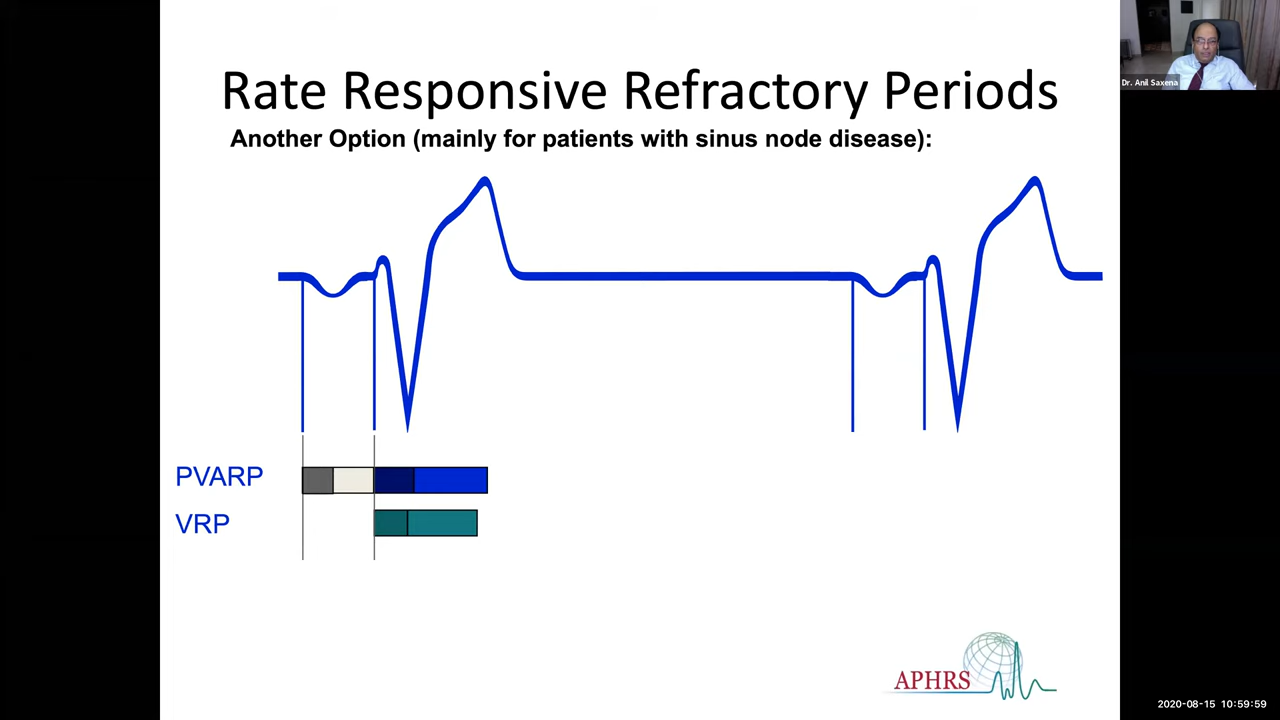 Rate Responsive Refractory Periods
Another Option (mainly for patients with sinus node disease):
Dr. Anil Saxena
PVARP
VRP
APHRS
2020-08-15 10:59:59